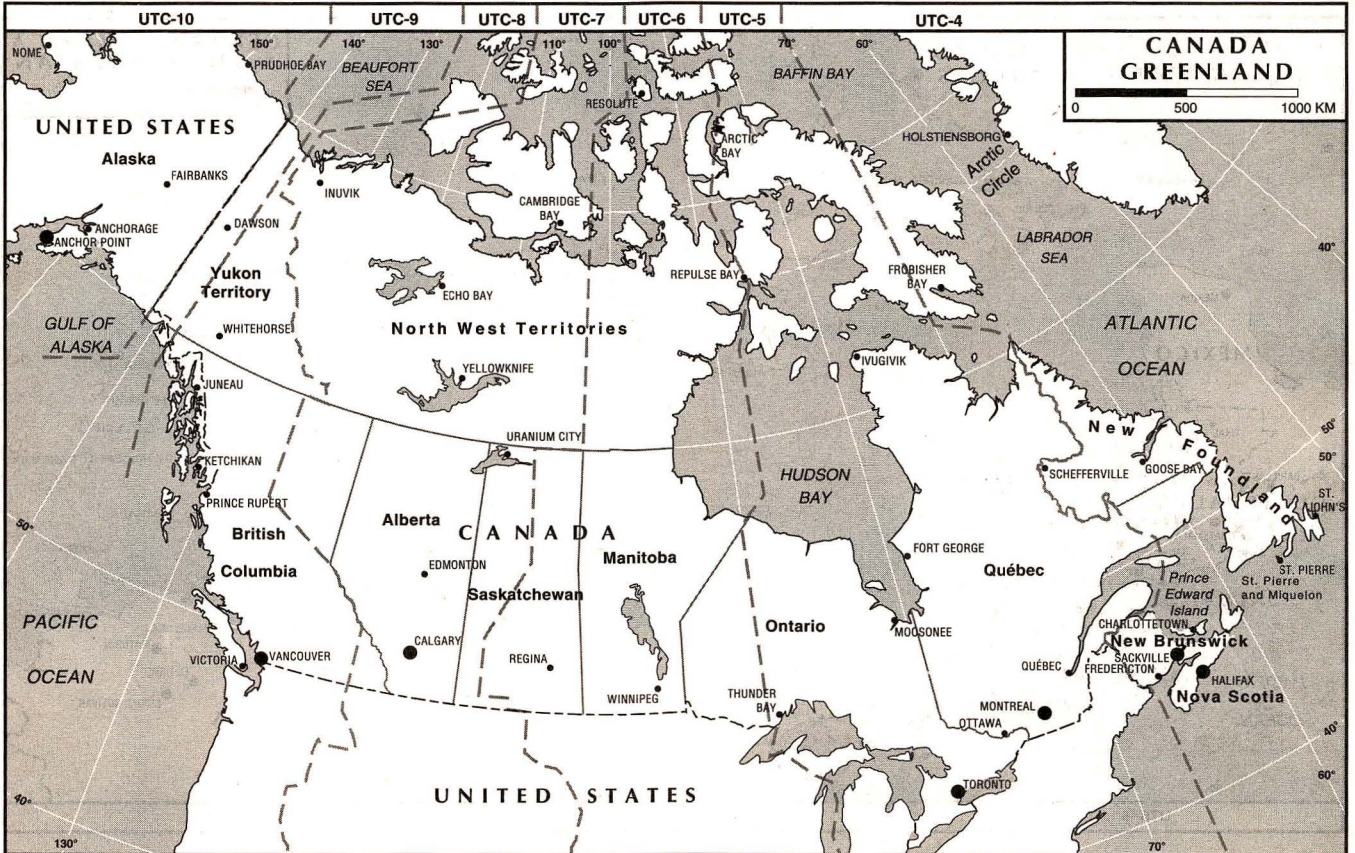 UTC-10 UTC-9 UTC-8 UTC-7 UTC-6 UTC-5 UTC-4
150° 140° 130° 110° 100° 70° 60°
CANADA
GREENLAND
0 500 1000 KM
NOME
PRUDHOE BAY
BEAUFORT
SEA
BAFFIN BAY
RESOLUTE
UNITED STATES
Alaska
ARCTIC
BAY
HOLSTIENSBORG
Arctic
Circle
FAIRBANKS
INUVIK
CAMBRIDGE
BAY
ANCHORAGE
ANCHOR POINT
DAWSON
LABRADOR
SEA
40°
Yukon
Territory
ECHO BAY
REPULSE BAY
FROBISHER
BAY
GULF OF
ALASKA
WHITEHORSE
North West Territories
ATLANTIC
OCEAN
IVUGIVIK
YELLOWKNIFE
JUNEAU
URANIUM CITY
New Foundland
50°
50°
KETCHIKAN
HUDSON
BAY
SCHEFFERVILLE
GOOSE BAY
PRINCE RUPERT
ST.
JOHN'S
50°
Alberta
CANADA
British
Columbia
Manitoba
FORT GEORGE
Québec
EDMONTON
Saskatchewan
ST. PIERRE
St. Pierre
and Miquelon
Prince
Edward
Island
PACIFIC
OCEAN
Ontario
MOOSONEE
CHARLOTTETOWN
New Brunswick
CALGARY
VICTORIA
VANCOUVER
REGINA
QUÉBEC
SACKVILLE
FREDERICTON
HALIFAX
Nova Scotia
WINNIPEG
THUNDER
BAY
MONTREAL
OTTAWA
40°
60°
TORONTO
UNITED STATES
40°
130°
70°